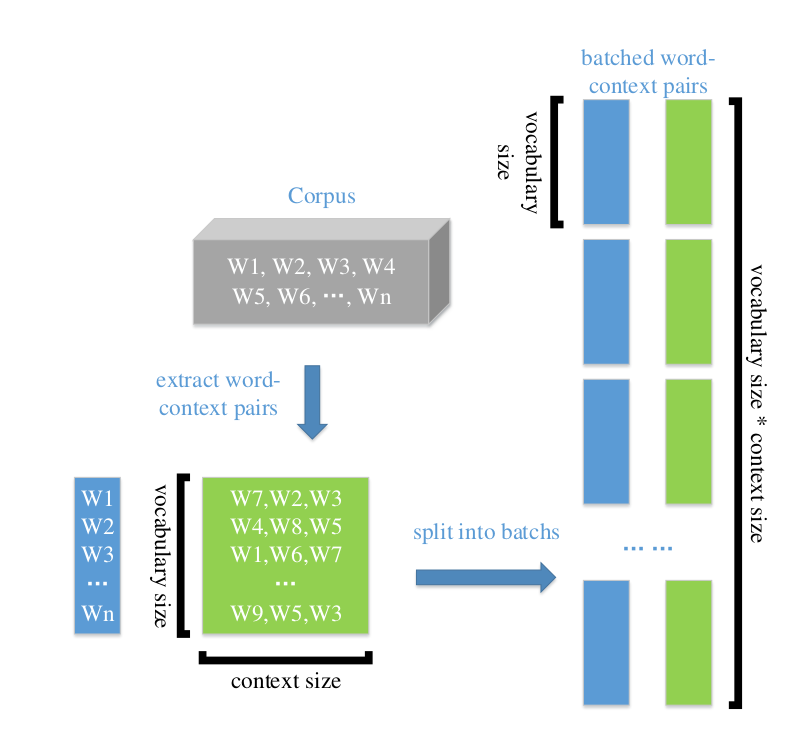 batched word-
context pairs
vocabulary
size
Corpus
W1, W2, W3, W4
W5, W6, ···, Wn
extract word-
context pairs
vocabulary size * context size
W1
W2
W3
···
Wn
vocabulary size
W7,W2,W3
W4,W8,W5
W1,W6,W7
···
W9,W5,W3
context size
split into batchs
··· ···